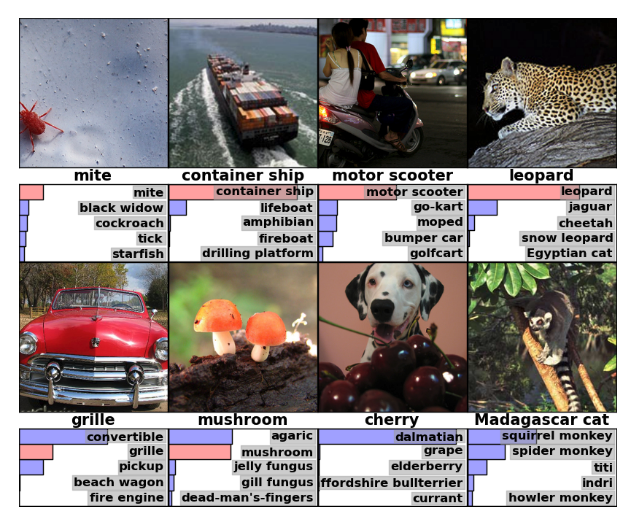 mite container ship motor scooter leopard
mite
black widow
cockroach
tick
starfish
container ship
lifeboat
amphibian
fireboat
drilling platform
motor scooter
go-kart
moped
bumper car
golfcart
leopard
jaguar
cheetah
snow leopard
Egyptian cat
grille mushroom cherry Madagascar cat
convertible
grille
pickup
beach wagon
fire engine
agaric
mushroom
jelly fungus
gill fungus
dead-man's-fingers
dalmatian
grape
elderberry
ffordshire bullterrier
currant
squirrel monkey
spider monkey
titi
indri
howler monkey